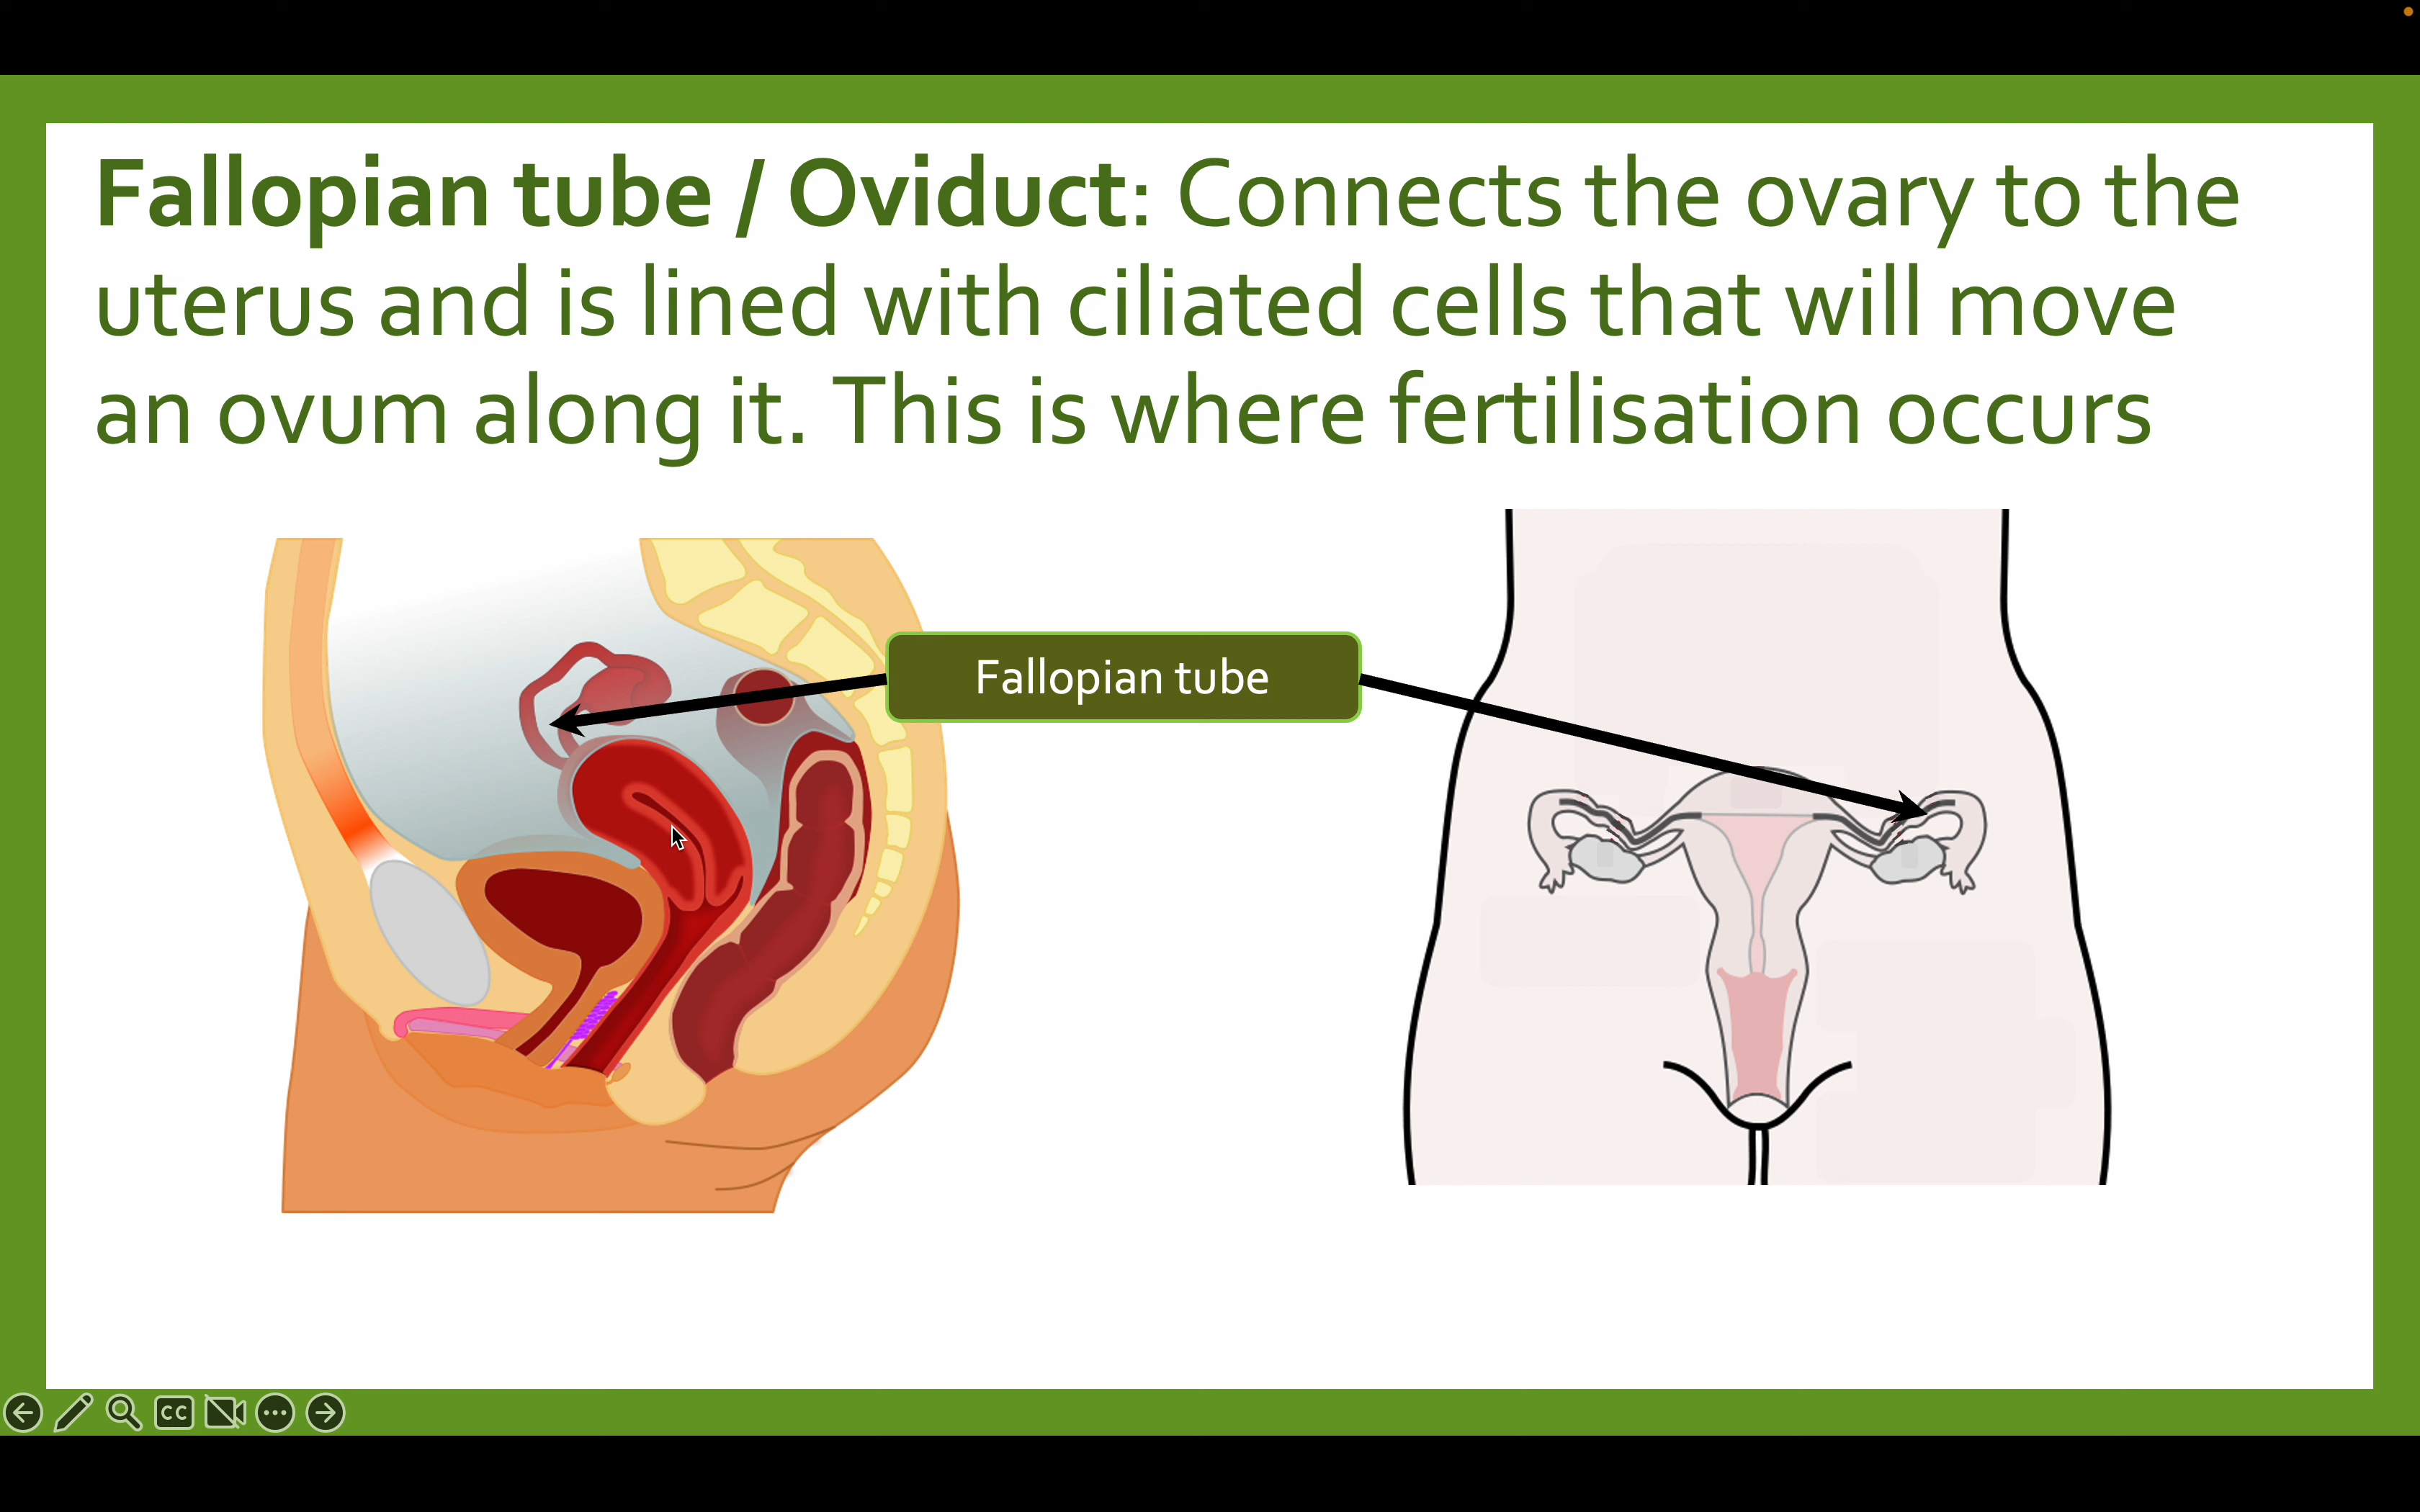 Fallopian tube / Oviduct: Connects the ovary to the
uterus and is lined with ciliated cells that will move
an ovum along it. This is where fertilisation occurs
Fallopian tube
CC